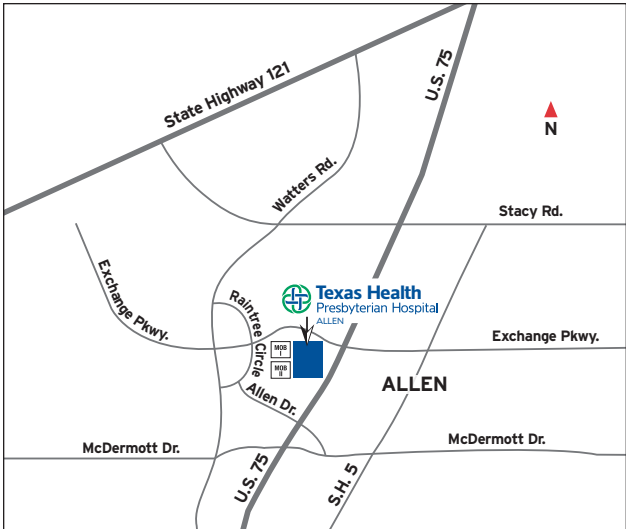 State Highway 121
U.S. 75
N
Watters Rd.
Stacy Rd.
Exchange Pkwy.
Raintree Circle
Texas Health
Presbyterian Hospital
ALLEN
MOB
I
MOB
II
Exchange Pkwy.
ALLEN
Allen Dr.
McDermott Dr.
McDermott Dr.
U.S. 75
S.H. 5